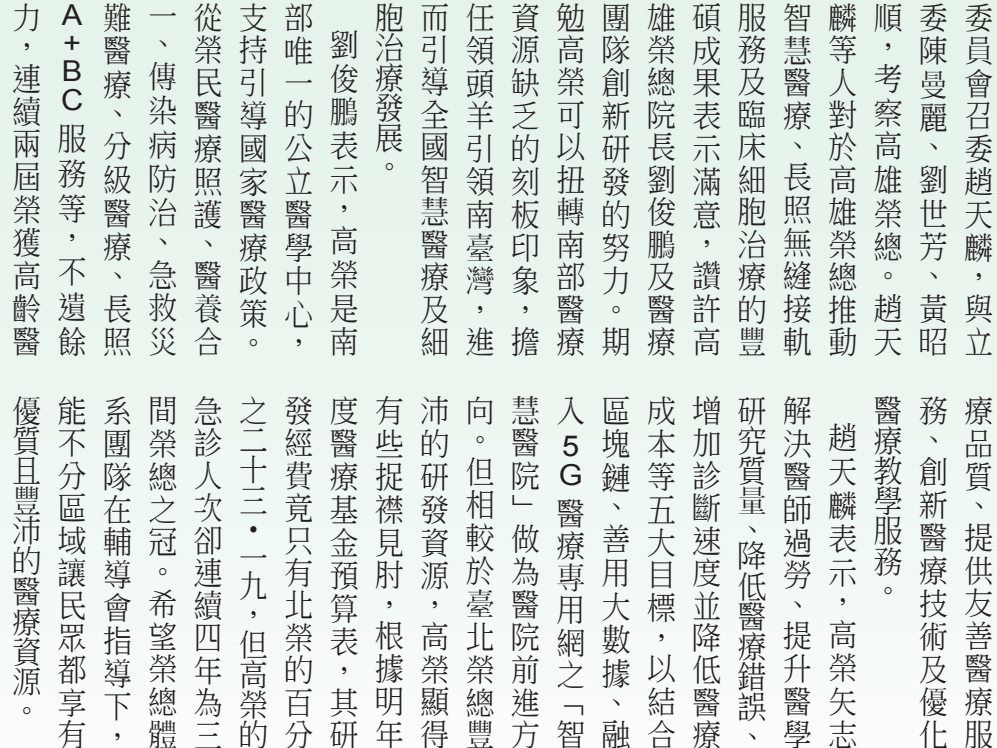 委員會召委趙天麟，與立
委陳曼麗、劉世芳、黃昭
順，考察高雄榮總。趙天
麟等人對於高雄榮總推動
智慧醫療、長照無縫接軌
服務及臨床細胞治療的豐
碩成果表示滿意，讚許高
雄榮總院長劉俊鵬及醫療
團隊創新研發的努力。期
勉高榮可以扭轉南部醫療
資源缺乏的刻板印象，擔
任領頭羊引領南臺灣，進
而引導全國智慧醫療及細
胞治療發展。
劉俊鵬表示，高榮是南
部唯一的公立醫學中心，
支持引導國家醫療政策。
從榮民醫療照護、醫養合
一、傳染病防治、急救災
難醫療、分級醫療、長照
A+BC服務等，不遺餘
力，連續兩屆榮獲高齡醫
療品質、提供友善醫療服
務、創新醫療技術及優化
醫療教學服務。
趙天麟表示，高榮矢志
解決醫師過勞、提升醫學
研究質量、降低醫療錯誤、
增加診斷速度並降低醫療
成本等五大目標，以結合
區塊鏈、善用大數據、融
入5G醫療專用網之「智
慧醫院」做為醫院前進方
向。但相較於臺北榮總豐
沛的研發資源，高榮顯得
有些捉襟見肘，根據明年
度醫療基金預算表，其研
發經費竟只有北榮的百分
之二十三•一九，但高榮的
急診人次卻連續四年為三
間榮總之冠。希望榮總體
系團隊在輔導會指導下，
能不分區域讓民眾都享有
優質且豐沛的醫療資源。